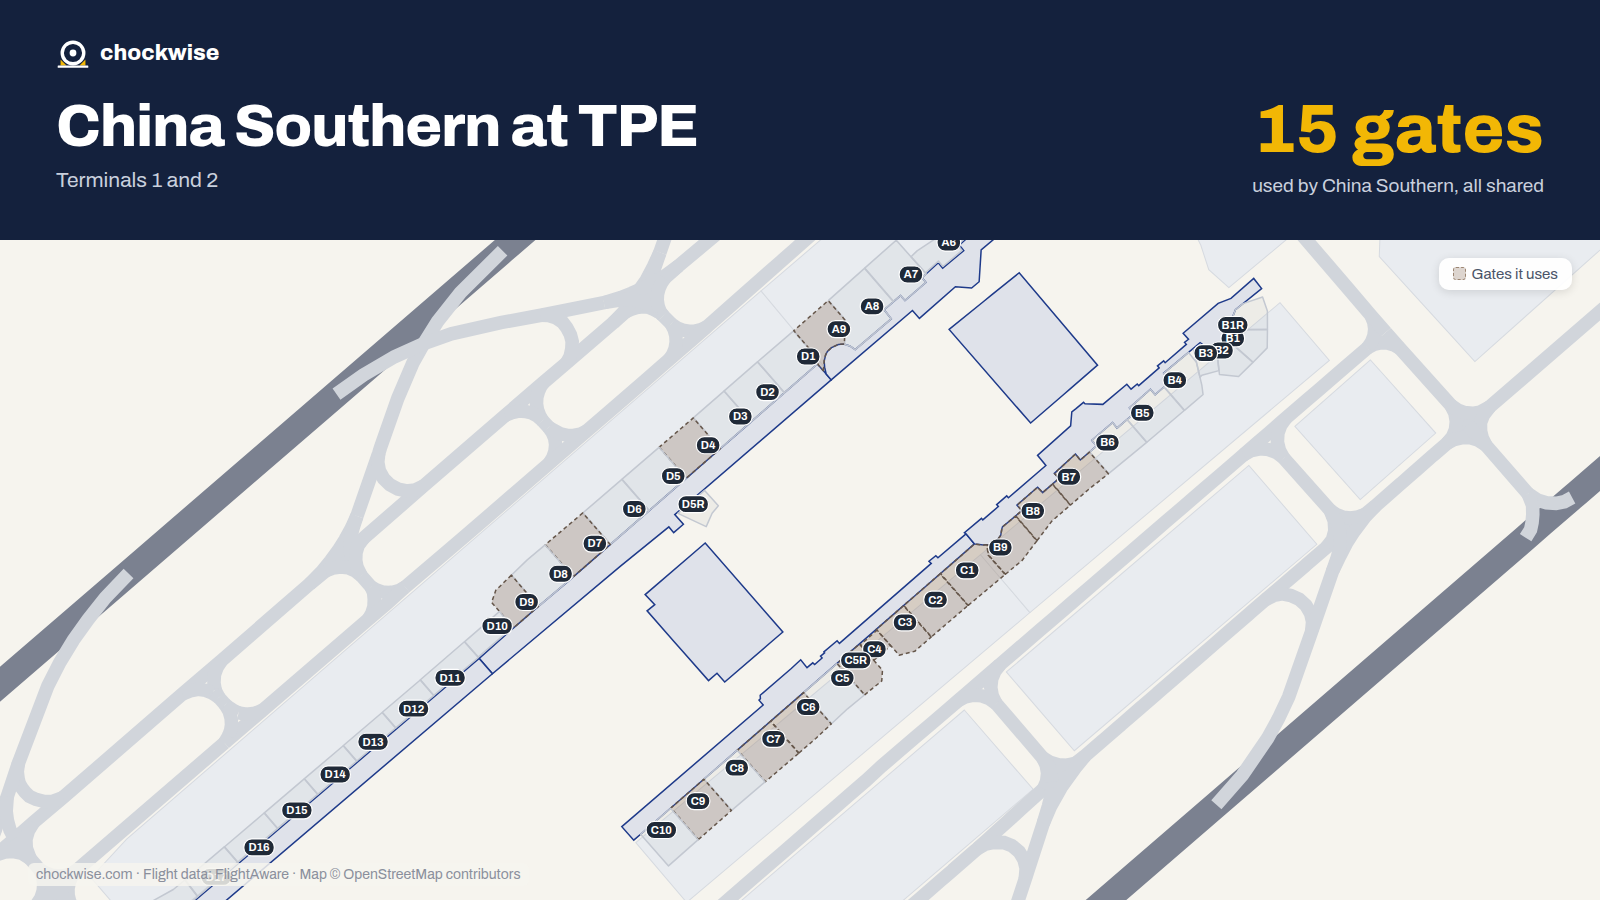 chockwise
China Southern at TPE
Terminals 1 and 2
15 gates
used by China Southern, all shared
Gates it uses
A6
A7
A8
A9
D1
D2
D3
D4
D5
D5R
D6
D7
D8
D9
D10
D11
D12
D13
D14
D15
D16
B1R
B1
B2
B3
B4
B5
B6
B7
B8
B9
C1
C2
C3
C4
C5R
C5
C6
C7
C8
C9
C10
chockwise.com · Flight data: FlightAware · Map © OpenStreetMap contributors